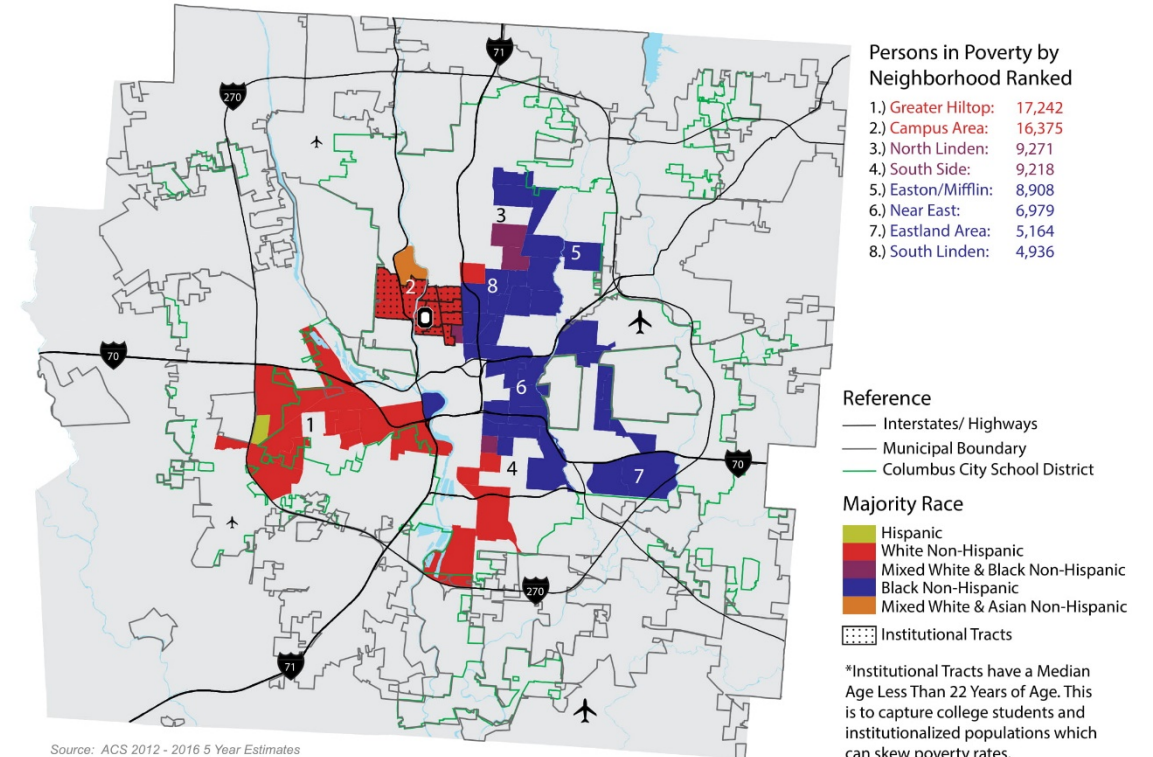 71
270
Persons in Poverty by
Neighborhood Ranked
1.) Greater Hiltop: 17,242
2.) Campus Area: 16,375
3.) North Linden: 9,271
4.) South Side: 9,218
5.) Easton/Mifflin: 8,908
6.) Near East: 6,979
7.) Eastland Area: 5,164
8.) South Linden: 4,936
3
5
2
8
70
6
1
4
7
70
270
71
Reference
Interstates/ Highways
Municipal Boundary
Columbus City School District
Majority Race
Hispanic
White Non-Hispanic
Mixed White & Black Non-Hispanic
Black Non-Hispanic
Mixed White & Asian Non-Hispanic
Institutional Tracts
*Institutional Tracts have a Median
Age Less Than 22 Years of Age. This
is to capture college students and
institutionalized populations which
can skew poverty rates.
Source: ACS 2012 - 2016 5 Year Estimates